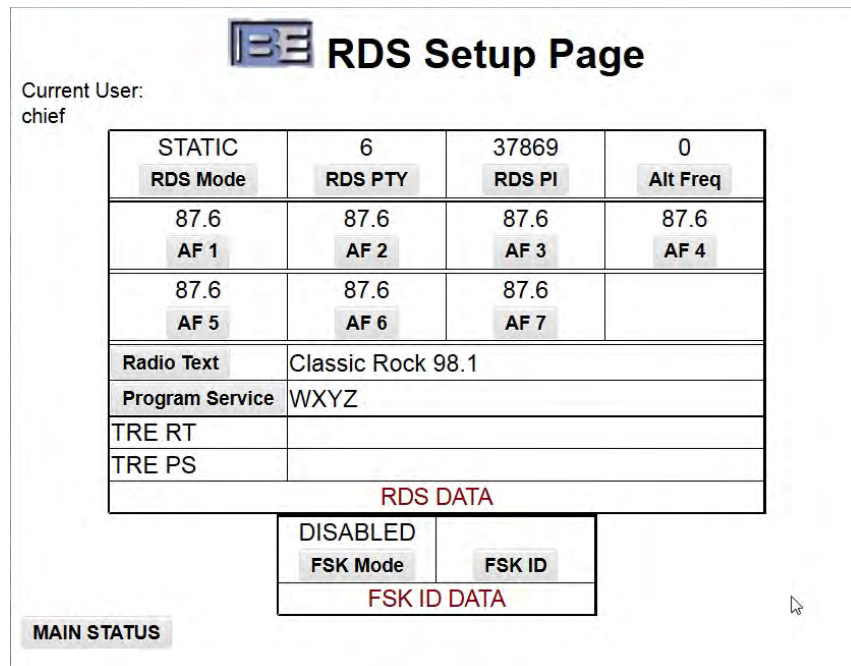 BE RDS Setup Page
Current User:
chief
STATIC 6 37869 0
RDS Mode RDS PTY RDS PI Alt Freq
87.6 87.6 87.6 87.6
AF 1 AF 2 AF 3 AF 4
87.6 87.6 87.6
AF 5 AF 6 AF 7
Radio Text Classic Rock 98.1
Program Service WXYZ
TRE RT
TRE PS
RDS DATA
DISABLED
FSK Mode FSK ID
FSK ID DATA
MAIN STATUS